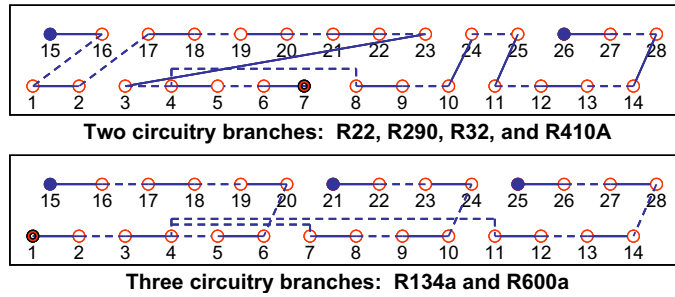 15 16 17 18 19 20 21 22 23 24 25 26 27 28
1 2 3 4 5 6 7 8 9 10 11 12 13 14
Two circuitry branches: R22, R290, R32, and R410A
15 16 17 18 19 20 21 22 23 24 25 26 27 28
1 2 3 4 5 6 7 8 9 10 11 12 13 14
Three circuitry branches: R134a and R600a